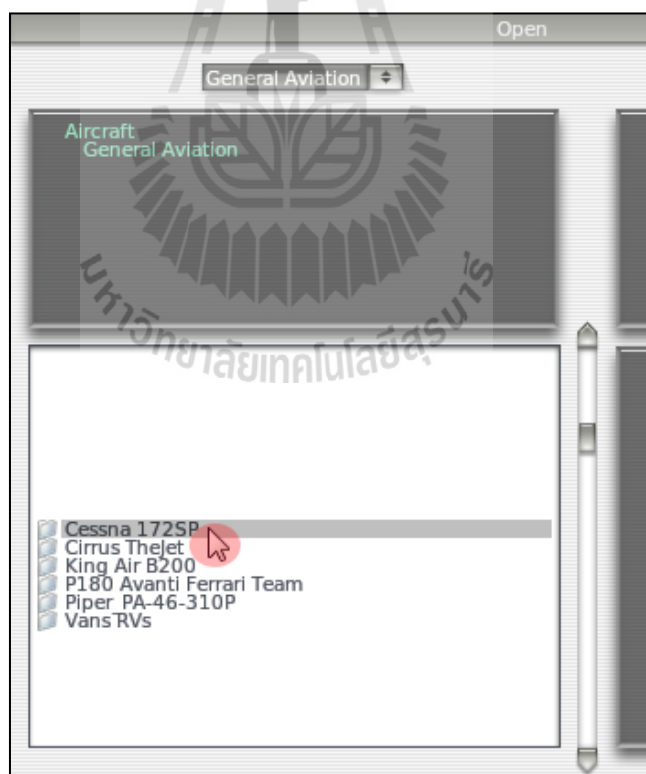 Open
General Aviation
Aircraft
General Aviation
มหาวิทยาลัยเทคโนโลยีสุรนารี
Cessna 172SP
Cirrus TheJet
King Air B200
P180 Avanti Ferrari Team
Piper PA-46-310P
Vans RVs